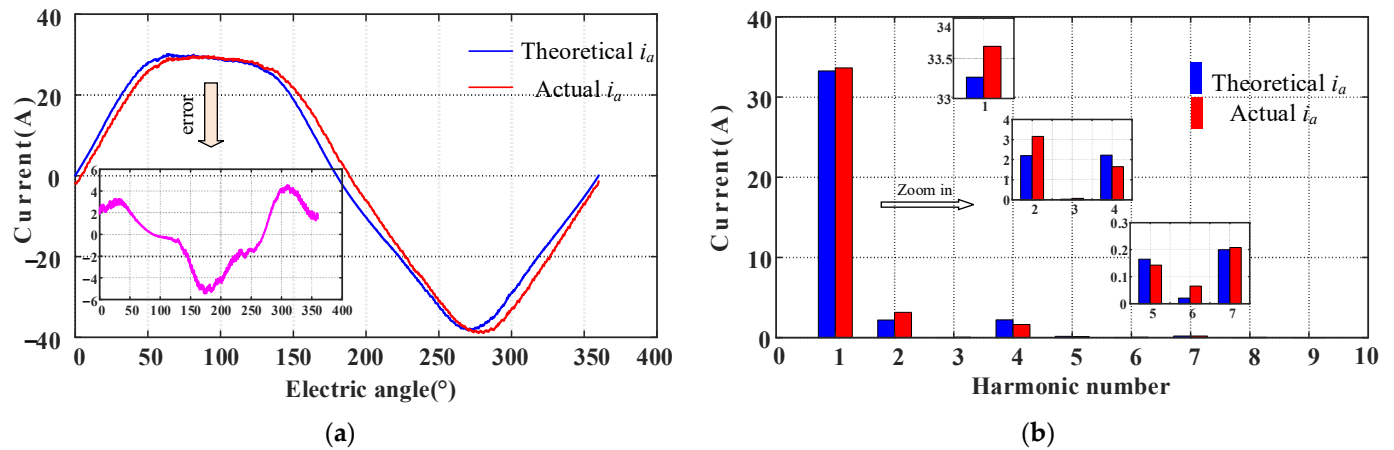 40
20
0
−20
−40
Current(A)
0 50 100 150 200 250 300 350 400
Electric angle(°)
Theoretical ia
Actual ia
error
6
4
2
0
−2
−4
6
0 50 100 150 200 250 300 350 400
(a)
40
30
20
10
0
Current(A)
0 1 2 3 4 5 6 7 8 9 10
Harmonic number
Theoretical ia
Actual ia
34
33.5
33
1
Zoom in
4
3
2
1
0
2 3 4
0.3
0.2
0.1
0
5 6 7
(b)